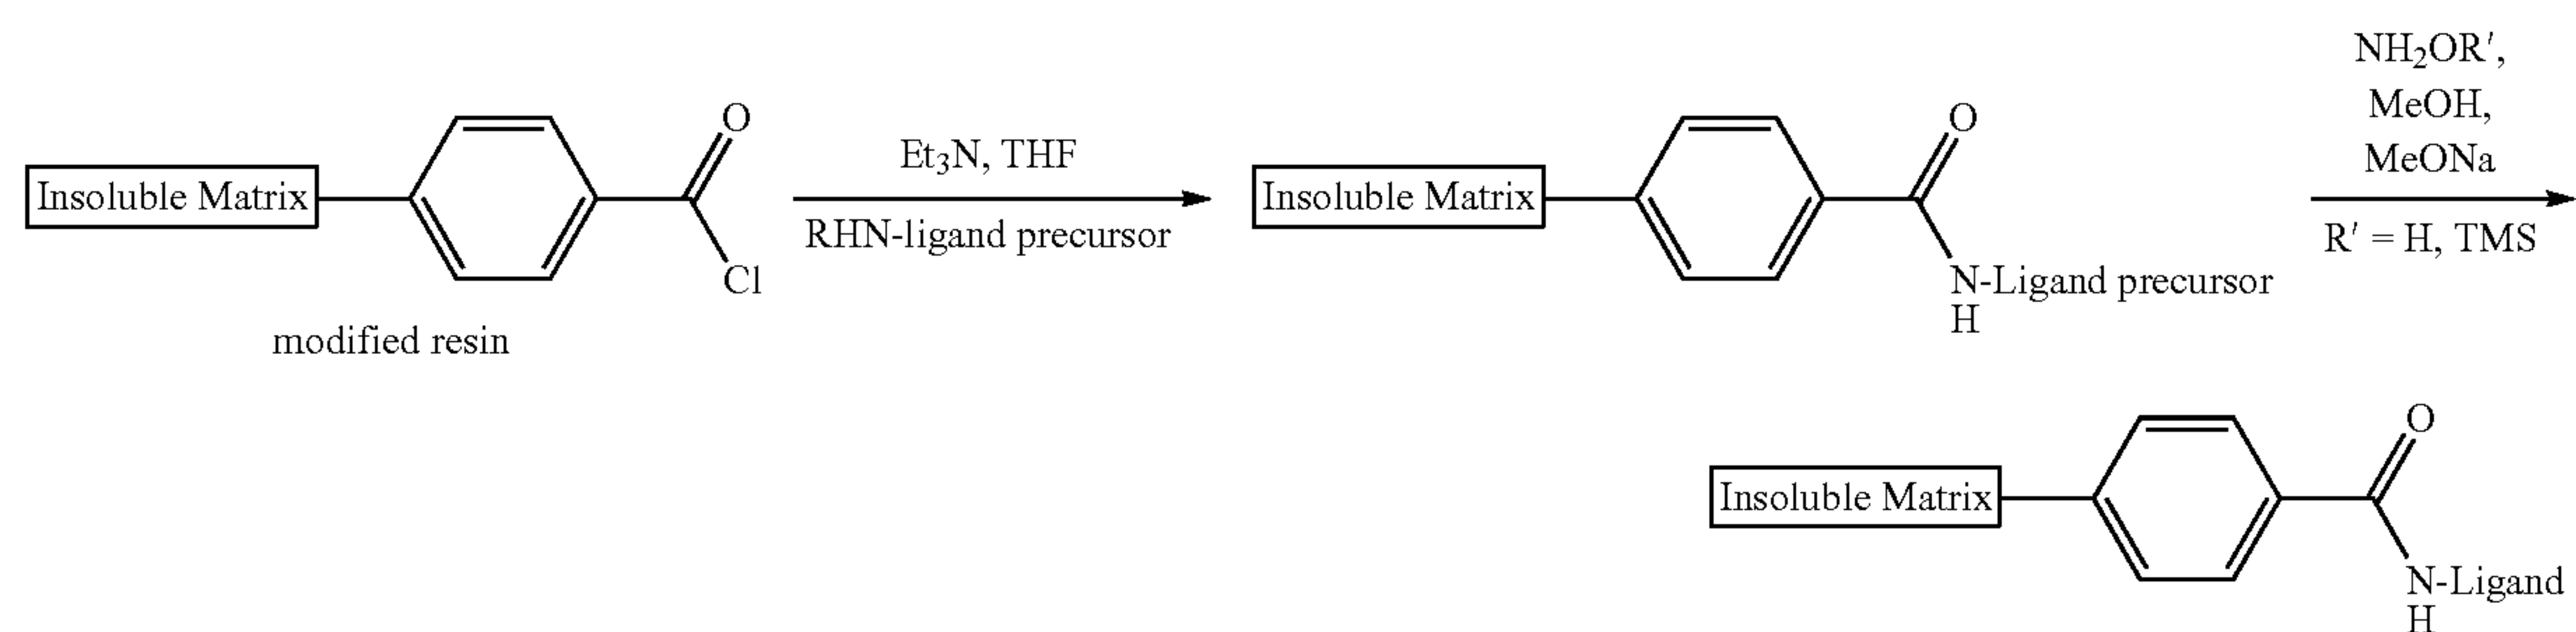 NH₂OR′,
MeOH,
MeONa
R′ = H, TMS
Insoluble Matrix
O
Cl
modified resin
Et₃N, THF
RHN-ligand precursor
Insoluble Matrix
O
N-Ligand precursor
H
Insoluble Matrix
O
N-Ligand
H